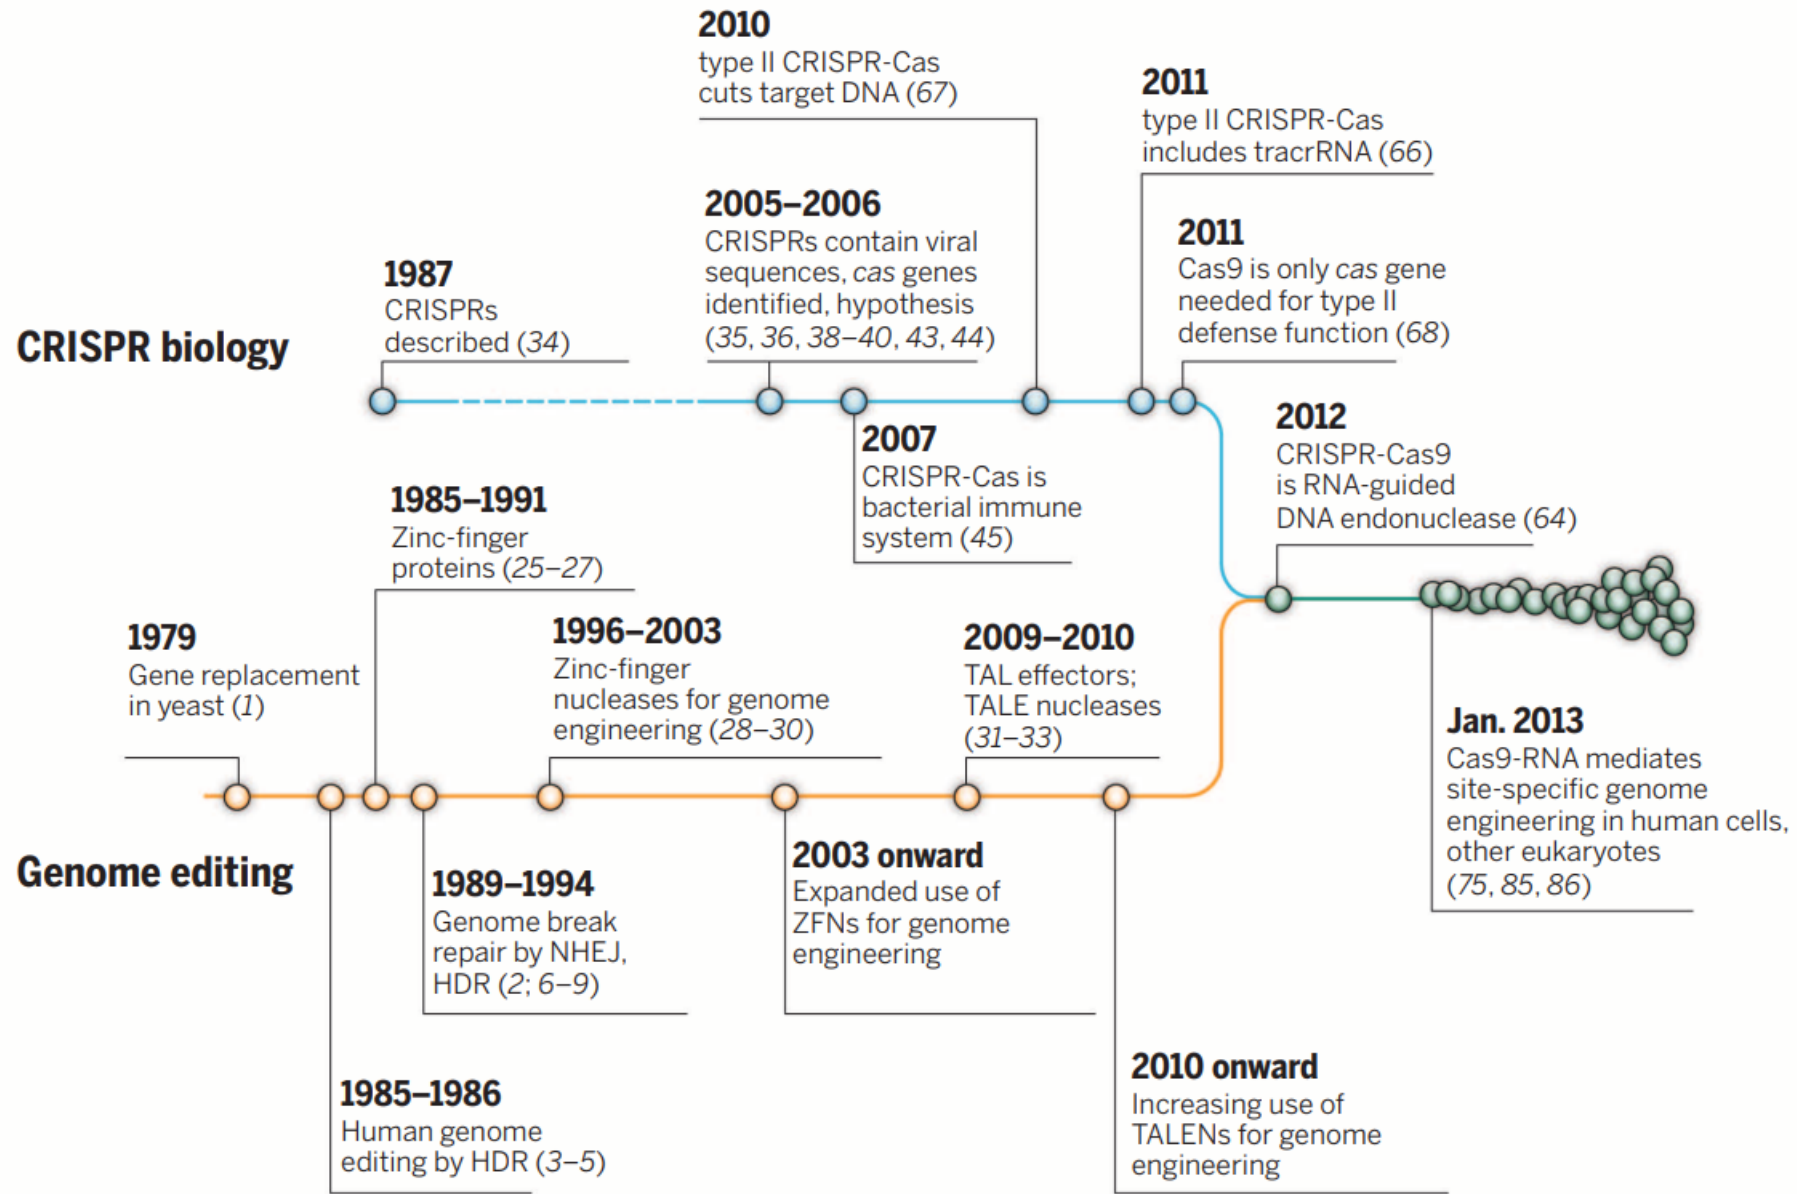 2010
type II CRISPR-Cas
cuts target DNA (67)
2011
type II CRISPR-Cas
includes tracrRNA (66)
2005–2006
CRISPRs contain viral
sequences, cas genes
identified, hypothesis
(35, 36, 38–40, 43, 44)
2011
Cas9 is only cas gene
needed for type II
defense function (68)
1987
CRISPRs
described (34)
CRISPR biology
2007
CRISPR-Cas is
bacterial immune
system (45)
2012
CRISPR-Cas9
is RNA-guided
DNA endonuclease (64)
1985–1991
Zinc-finger
proteins (25–27)
1979
Gene replacement
in yeast (1)
1996–2003
Zinc-finger
nucleases for genome
engineering (28–30)
2009–2010
TAL effectors;
TALE nucleases
(31–33)
Jan. 2013
Cas9-RNA mediates
site-specific genome
engineering in human cells,
other eukaryotes
(75, 85, 86)
Genome editing
1989–1994
Genome break
repair by NHEJ,
HDR (2; 6–9)
2003 onward
Expanded use of
ZFNs for genome
engineering
1985–1986
Human genome
editing by HDR (3–5)
2010 onward
Increasing use of
TALENs for genome
engineering